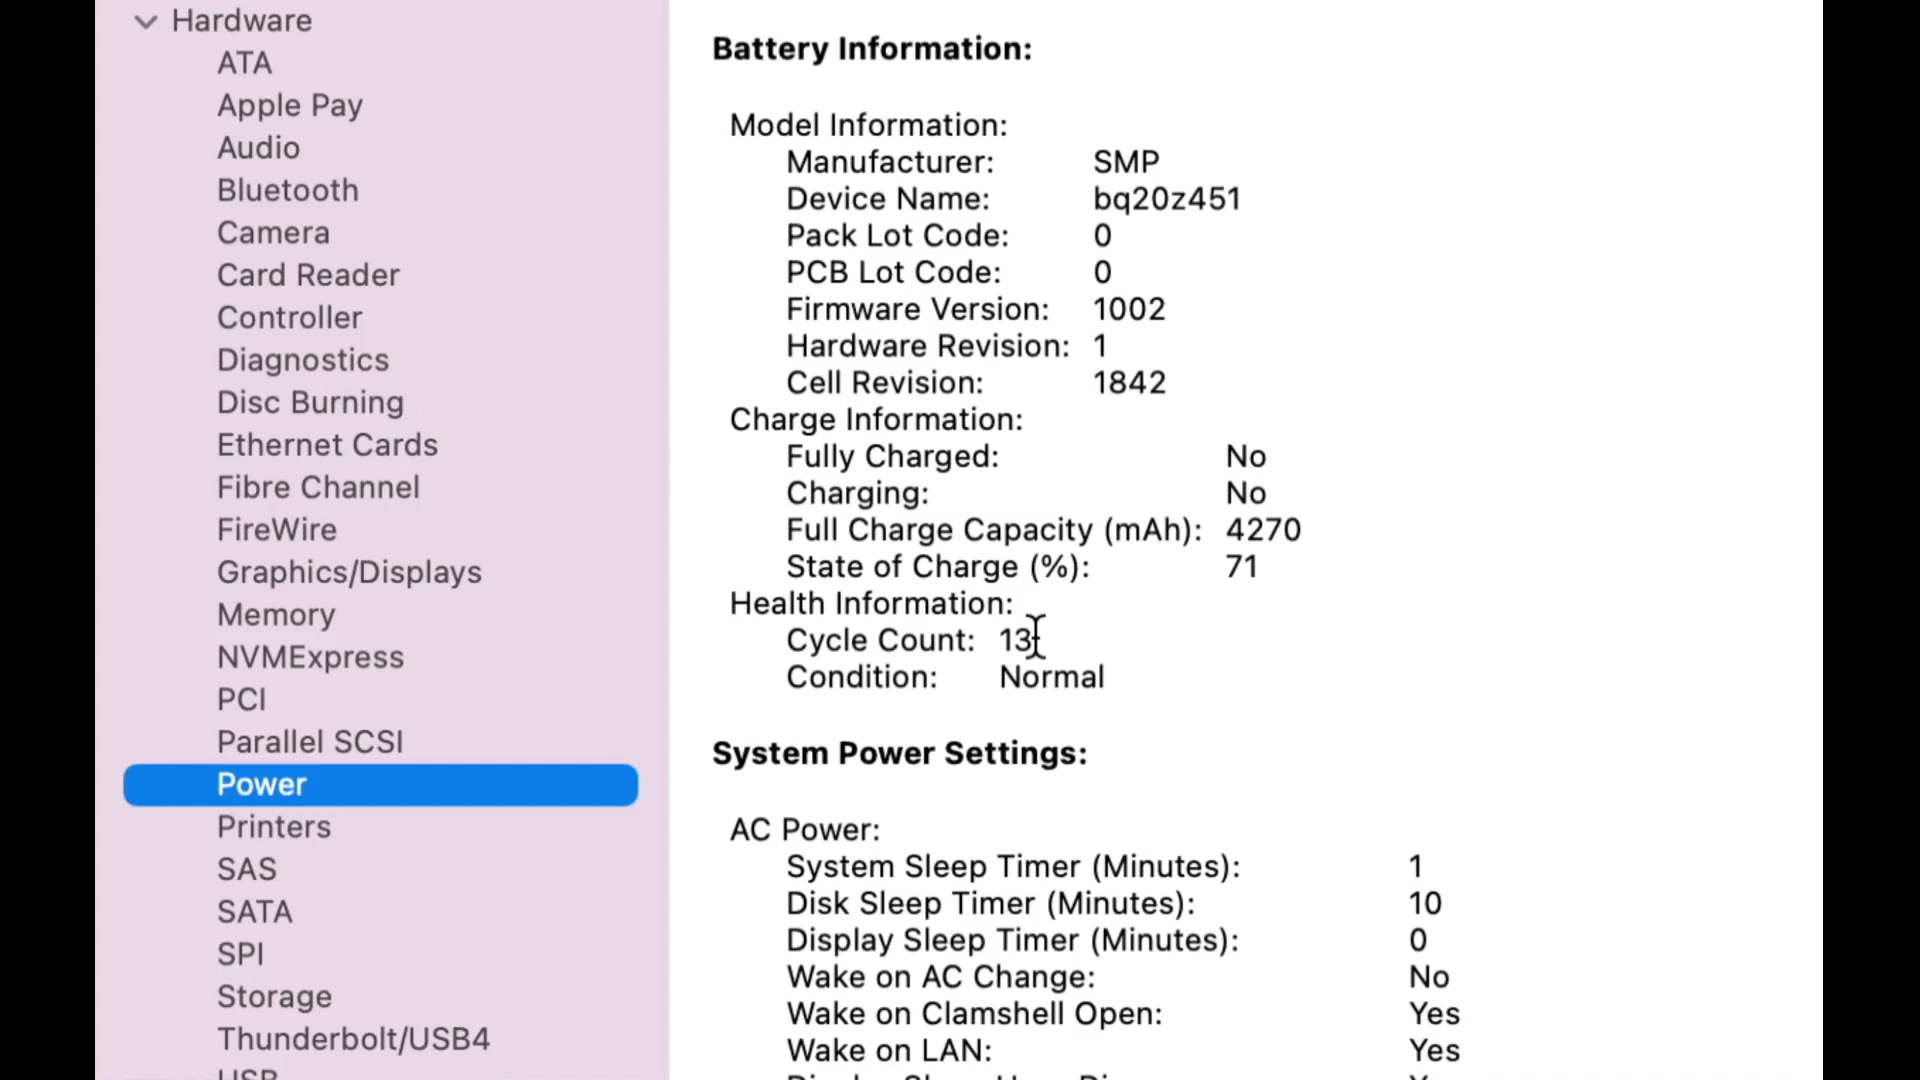 Hardware
ATA
Apple Pay
Audio
Bluetooth
Camera
Card Reader
Controller
Diagnostics
Disc Burning
Ethernet Cards
Fibre Channel
FireWire
Graphics/Displays
Memory
NVMExpress
PCI
Parallel SCSI
Power
Printers
SAS
SATA
SPI
Storage
Thunderbolt/USB4
USB
Battery Information:
Model Information:
Manufacturer: SMP
Device Name: bq20z451
Pack Lot Code: 0
PCB Lot Code: 0
Firmware Version: 1002
Hardware Revision: 1
Cell Revision: 1842
Charge Information:
Fully Charged: No
Charging: No
Full Charge Capacity (mAh): 4270
State of Charge (%): 71
Health Information:
Cycle Count: 13
Condition: Normal
System Power Settings:
AC Power:
System Sleep Timer (Minutes): 1
Disk Sleep Timer (Minutes): 10
Display Sleep Timer (Minutes): 0
Wake on AC Change: No
Wake on Clamshell Open: Yes
Wake on LAN: Yes